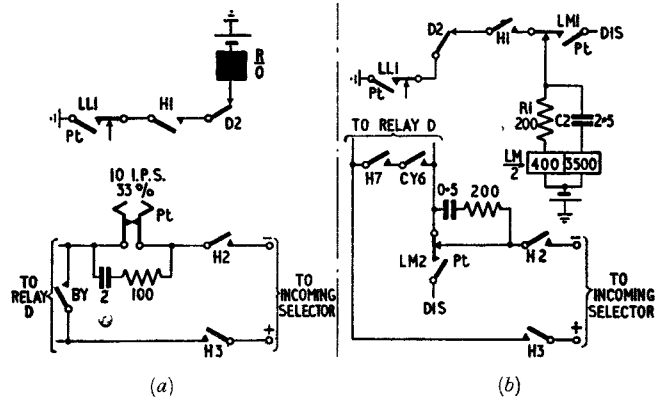 R
0
LL1
Pt
H1
D2
10 I.P.S.
33%
Pt
H2
−
TO
RELAY
D
BY
2
100
TO
INCOMING
SELECTOR
H3
+
(a)
D2
H1
LM1
Pt
DIS
LL1
Pt
R1
200
C2
2·5
TO RELAY D
LM
2
400
3500
H7
CY6
0·5
200
LM2
Pt
DIS
H2
−
TO
INCOMING
SELECTOR
H3
+
(b)